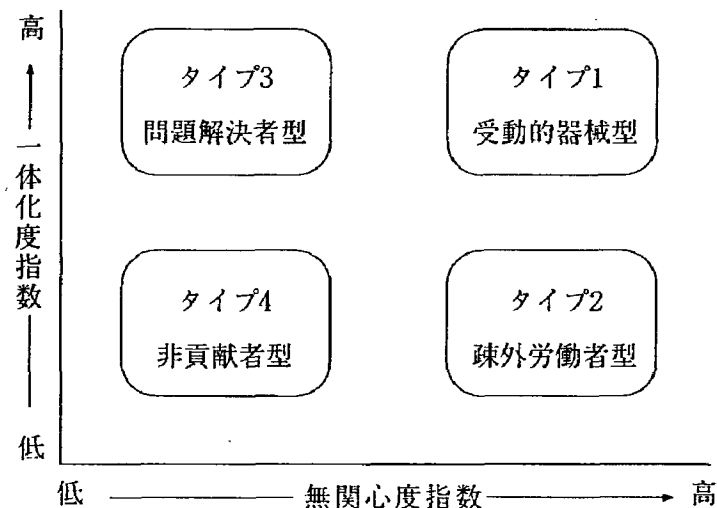 高
一体化度指数
低
タイプ3
問題解決者型
タイプ1
受動的器械型
タイプ4
非貢献者型
タイプ2
疎外労働者型
低
無関心度指数
高